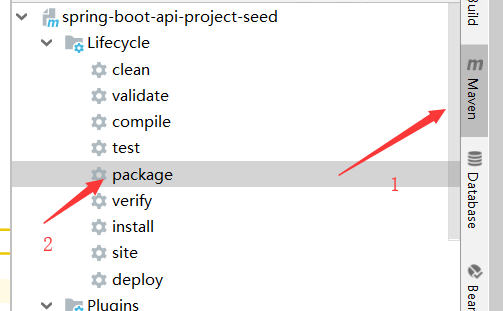 spring-boot-api-project-seed
Lifecycle
clean
validate
compile
test
package
verify
install
site
deploy
Plugins
1
2
Build
Maven
Database
Bean